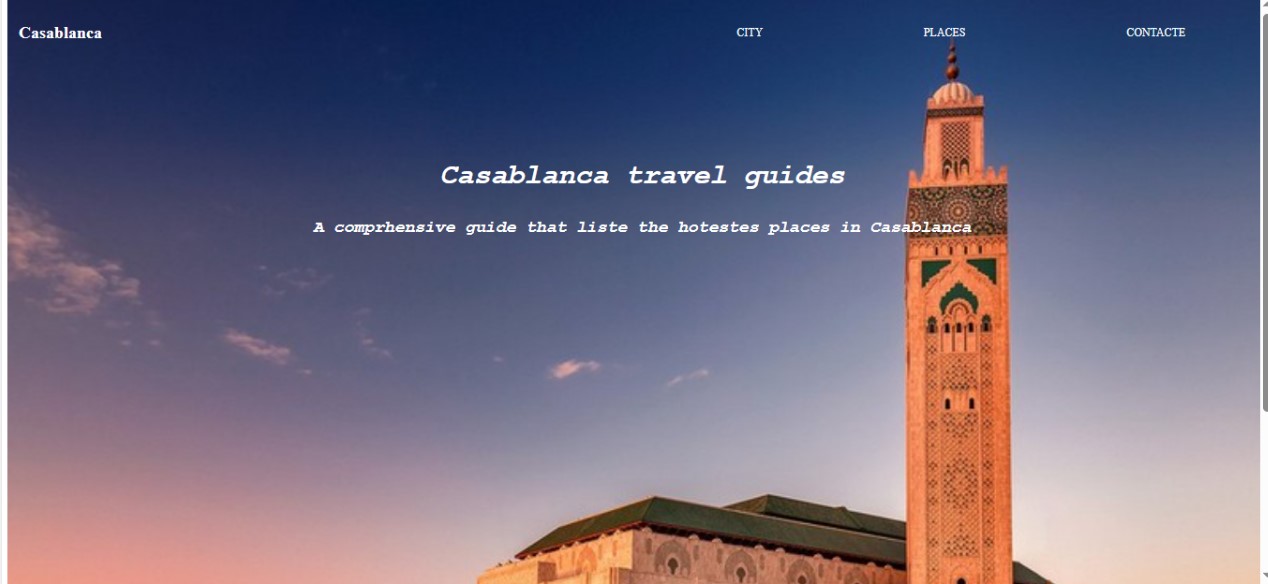 Casablanca
CITY PLACES CONTACTE
Casablanca travel guides
A comprhensive guide that liste the hotestes places in Casablanca